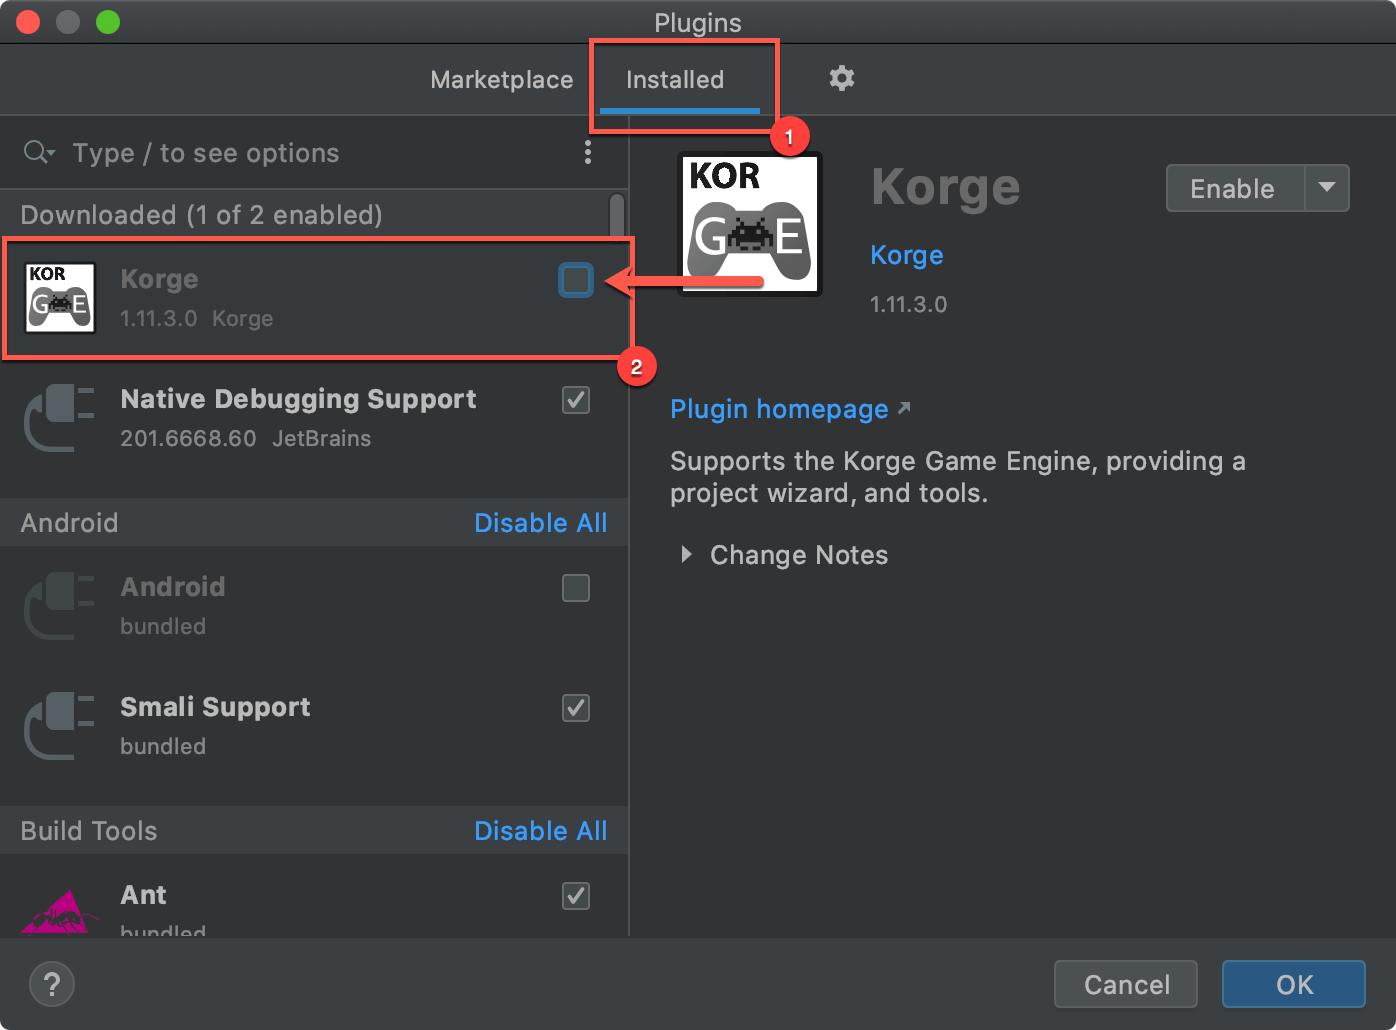 Plugins
Marketplace
Installed
1
Type / to see options
Downloaded (1 of 2 enabled)
KOR
GAME
Korge
1.11.3.0 Korge
2
Native Debugging Support
201.6668.60 JetBrains
Android
Disable All
Android
bundled
Smali Support
bundled
Build Tools
Disable All
Ant
bundled
KOR
GAME
Korge
Enable
Korge
1.11.3.0
Plugin homepage
Supports the Korge Game Engine, providing a
project wizard, and tools.
Change Notes
?
Cancel
OK